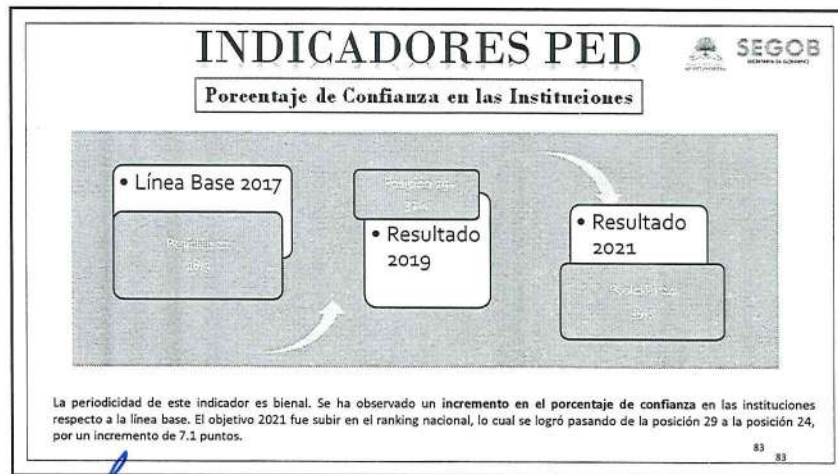 INDICADORES PED
SEGOB
SECRETARÍA DE GOBIERNO
Porcentaje de Confianza en las Instituciones
• Línea Base 2017
• Resultado
2019
• Resultado
2021
La periodicidad de este indicador es bienal. Se ha observado un incremento en el porcentaje de confianza en las instituciones
respecto a la línea base. El objetivo 2021 fue subir en el ranking nacional, lo cual se logró pasando de la posición 29 a la posición 24,
por un incremento de 7.1 puntos.
83
83